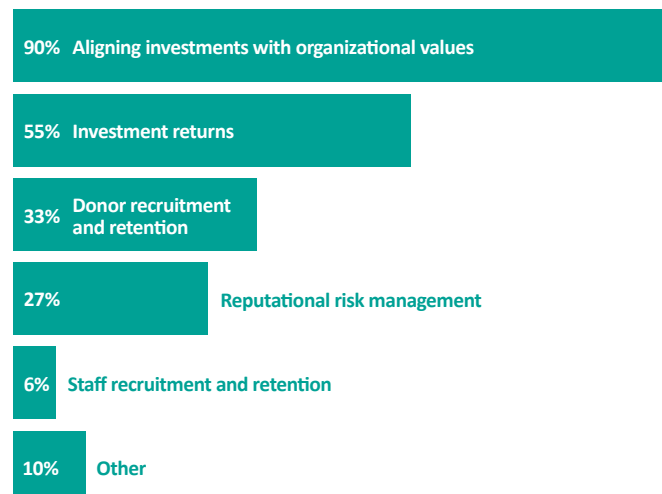 90% Aligning investments with organizational values
55% Investment returns
33% Donor recruitment
and retention
27% Reputational risk management
6% Staff recruitment and retention
10% Other